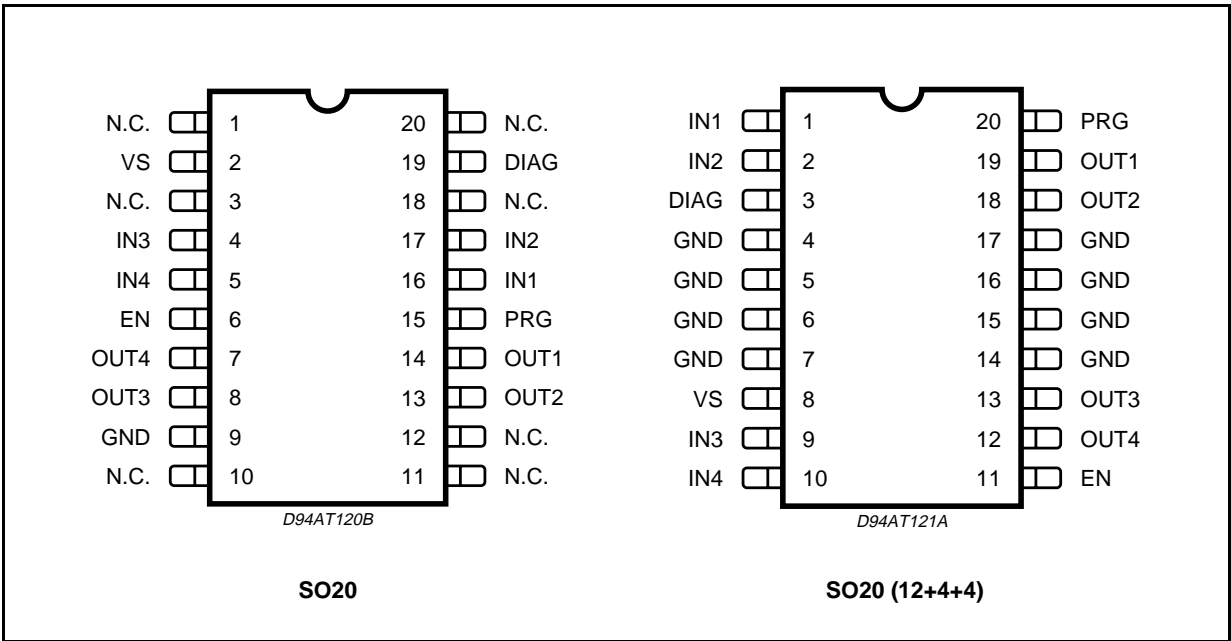 N.C. 1 20 N.C.
VS 2 19 DIAG
N.C. 3 18 N.C.
IN3 4 17 IN2
IN4 5 16 IN1
EN 6 15 PRG
OUT4 7 14 OUT1
OUT3 8 13 OUT2
GND 9 12 N.C.
N.C. 10 11 N.C.
D94AT120B
SO20
IN1 1 20 PRG
IN2 2 19 OUT1
DIAG 3 18 OUT2
GND 4 17 GND
GND 5 16 GND
GND 6 15 GND
GND 7 14 GND
VS 8 13 OUT3
IN3 9 12 OUT4
IN4 10 11 EN
D94AT121A
SO20 (12+4+4)